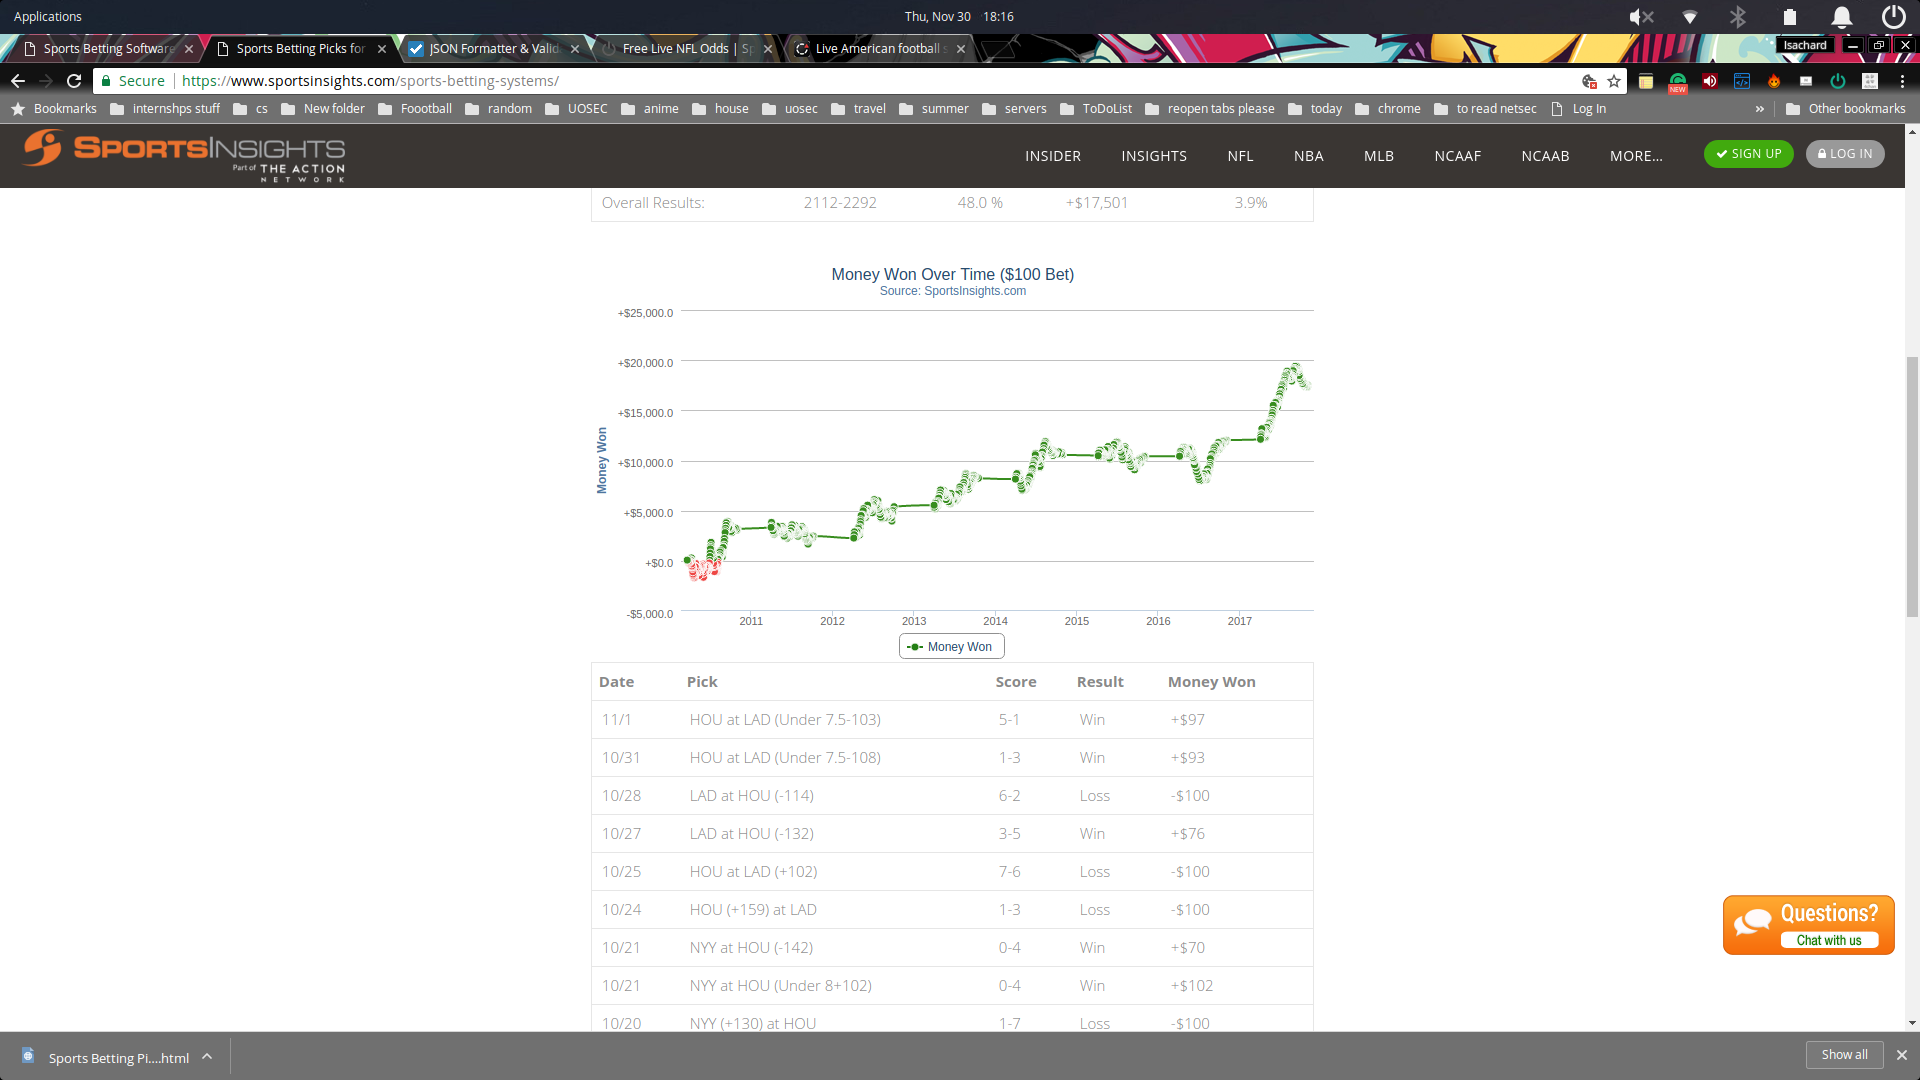 Applications
Thu, Nov 30 18:16
Sports Betting Software
Sports Betting Picks for
JSON Formatter & Valid
Free Live NFL Odds | Sp
Live American football s
lsachard
Secure
https://www.sportsinsights.com/sports-betting-systems/
NEW
Bookmarks
internshps stuff
cs
New folder
Foootball
random
UOSEC
anime
house
uosec
travel
summer
servers
ToDoList
reopen tabs please
today
chrome
to read netsec
Log In
»
Other bookmarks
SPORTSINSIGHTS
Part of THE ACTION
NETWORK
INSIDER
INSIGHTS
NFL
NBA
MLB
NCAAF
NCAAB
MORE...
SIGN UP
LOG IN
Overall Results: 2112-2292 48.0 % +$17,501 3.9%
Money Won Over Time ($100 Bet)
Source: SportsInsights.com
+$25,000.0
+$20,000.0
+$15,000.0
+$10,000.0
+$5,000.0
+$0.0
-$5,000.0
Money Won
2011 2012 2013 2014 2015 2016 2017
Money Won
Date Pick Score Result Money Won
11/1 HOU at LAD (Under 7.5-103) 5-1 Win +$97
10/31 HOU at LAD (Under 7.5-108) 1-3 Win +$93
10/28 LAD at HOU (-114) 6-2 Loss -$100
10/27 LAD at HOU (-132) 3-5 Win +$76
10/25 HOU at LAD (+102) 7-6 Loss -$100
10/24 HOU (+159) at LAD 1-3 Loss -$100
10/21 NYY at HOU (-142) 0-4 Win +$70
10/21 NYY at HOU (Under 8+102) 0-4 Win +$102
10/20 NYY (+130) at HOU 1-7 Loss -$100
Questions?
Chat with us
Sports Betting Pi....html
Show all